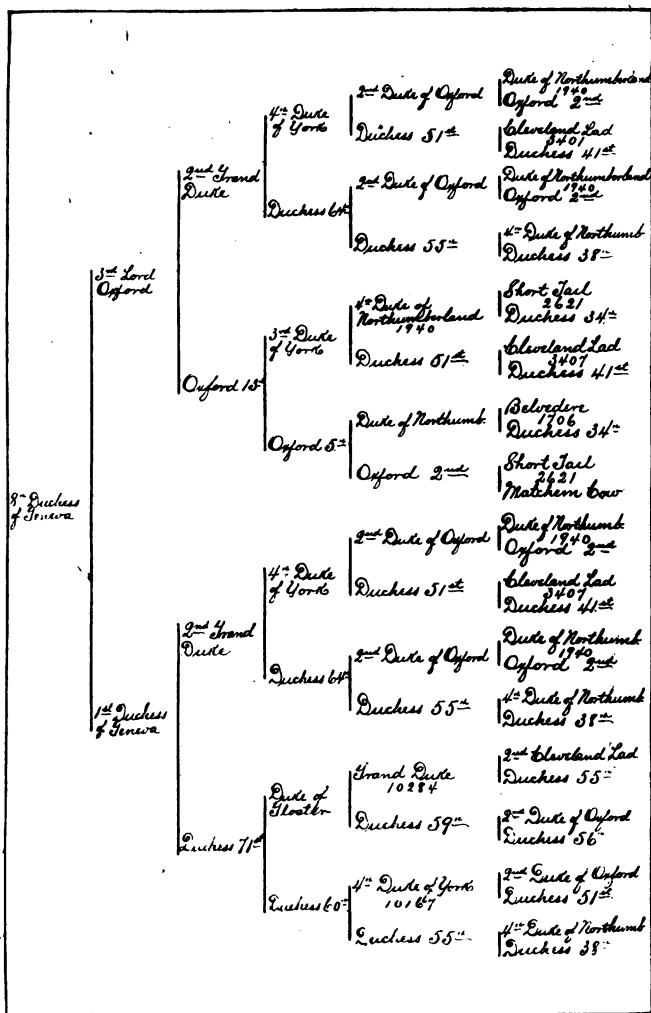 8th Duchess
of Geneva
3rd Lord
Oxford
1st Duchess
of Geneva
2nd Grand
Duke
Oxford 13th
2nd Grand
Duke
Duchess 71st
4th Duke
of York
Duchess 64th
3rd Duke
of York
Oxford 5th
4th Duke
of York
Duchess 64th
Duke of
Gloster
Duchess 60th
2nd Duke of Oxford
Duchess 51st
2nd Duke of Oxford
Duchess 55th
4th Duke of
Northumberland
1940
Duchess 51st
Duke of Northumb.
Oxford 2nd
2nd Duke of Oxford
Duchess 51st
2nd Duke of Oxford
Duchess 55th
Grand Duke
10284
Duchess 59th
4th Duke of York
10167
Duchess 55th
Duke of Northumberland
1940
Oxford 2nd
Cleveland Lad
3401
Duchess 41st
Duke of Northumberland
1940
Oxford 2nd
4th Duke of Northumb
Duchess 38th
Short Tail
2621
Duchess 34th
Cleveland Lad
3407
Duchess 41st
Belvedere
1706
Duchess 34th
Short Tail
2621
Matchem Cow
Duke of Northumb.
1940
Oxford 2nd
Cleveland Lad
3407
Duchess 41st
Duke of Northumb.
1940
Oxford 2nd
4th Duke of Northumb
Duchess 38th
2nd Cleveland Lad
Duchess 55th
2nd Duke of Oxford
Duchess 56th
2nd Duke of Oxford
Duchess 51st
4th Duke of Northumb
Duchess 38th